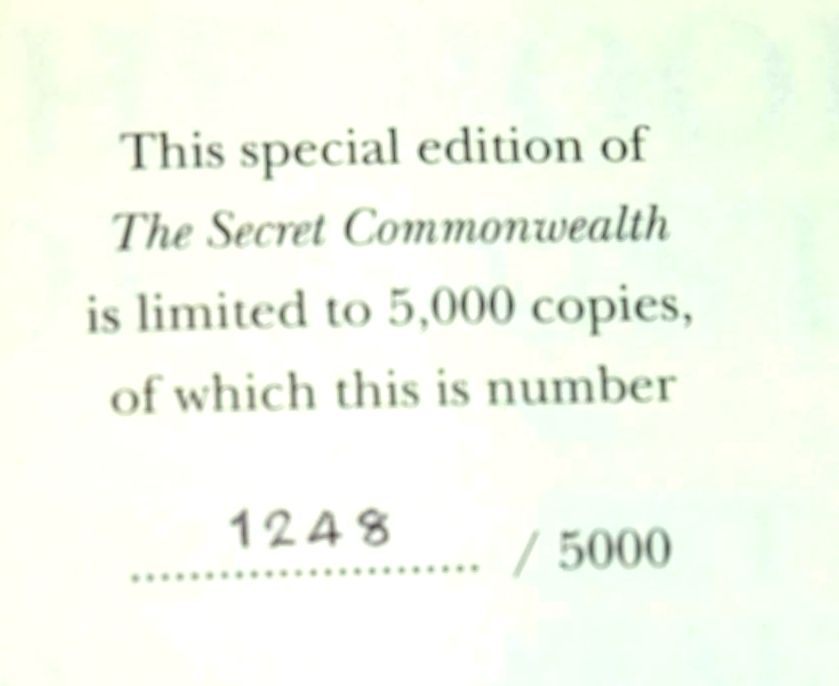 This special edition of
The Secret Commonwealth
is limited to 5,000 copies,
of which this is number
1248 / 5000